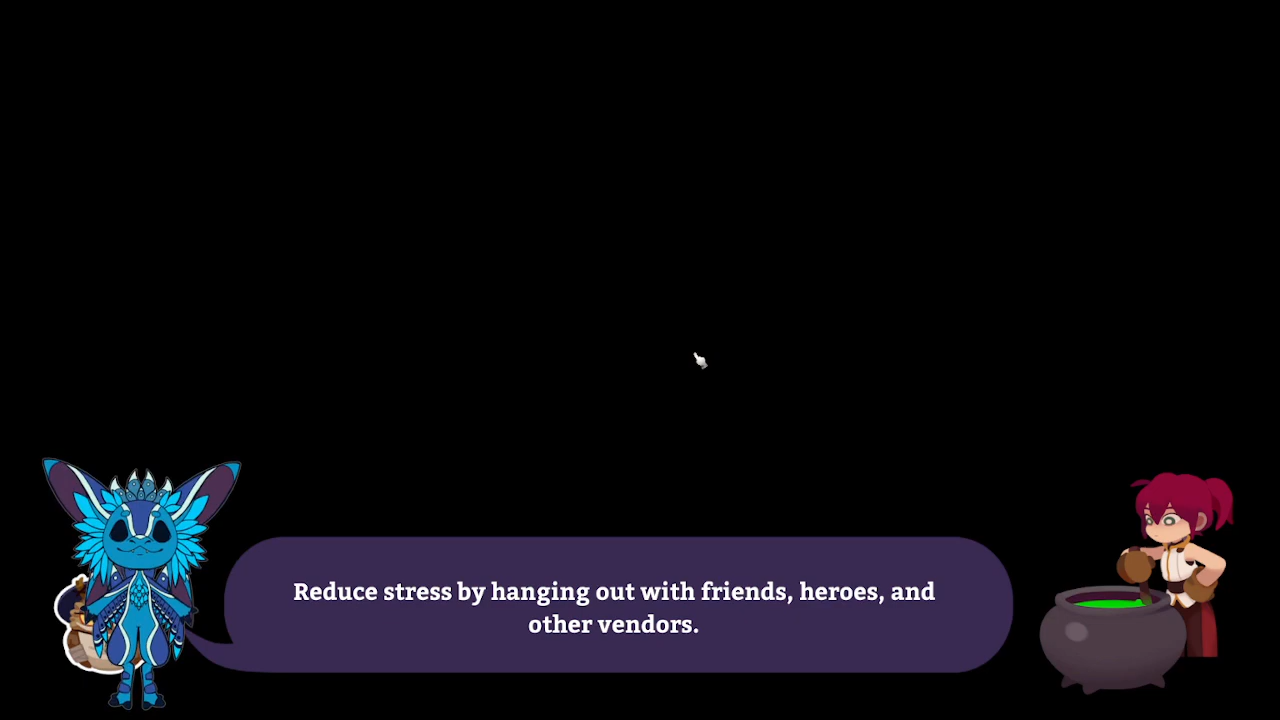 Reduce stress by hanging out with friends, heroes, and
other vendors.